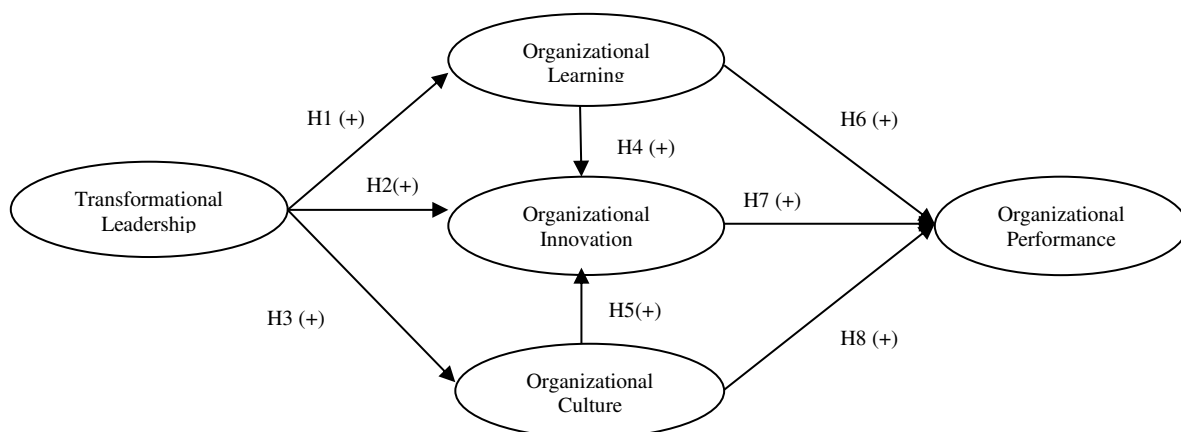 Organizational
Learning
H1 (+)
H6 (+)
H4 (+)
Transformational
Leadership
H2(+)
Organizational
Innovation
H7 (+)
Organizational
Performance
H3 (+)
H5(+)
H8 (+)
Organizational
Culture